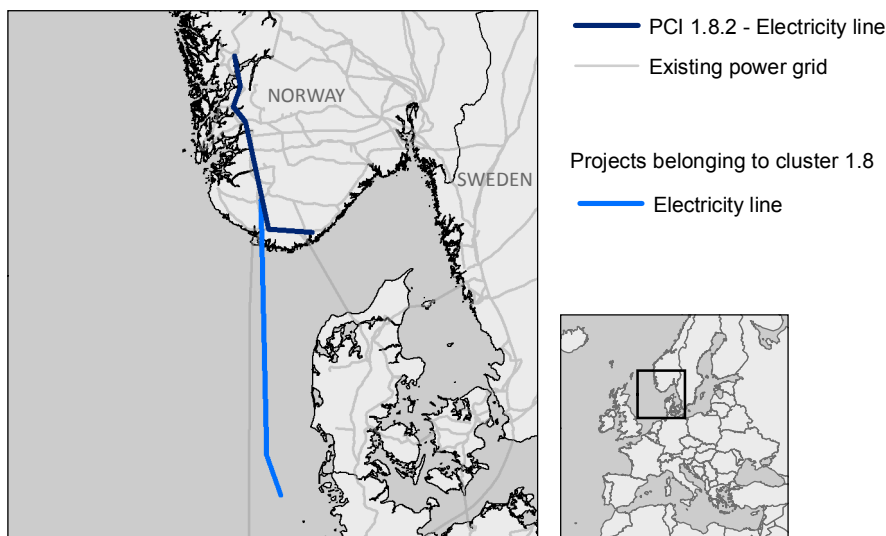 PCI 1.8.2 - Electricity line
Existing power grid
Projects belonging to cluster 1.8
Electricity line
NORWAY
SWEDEN